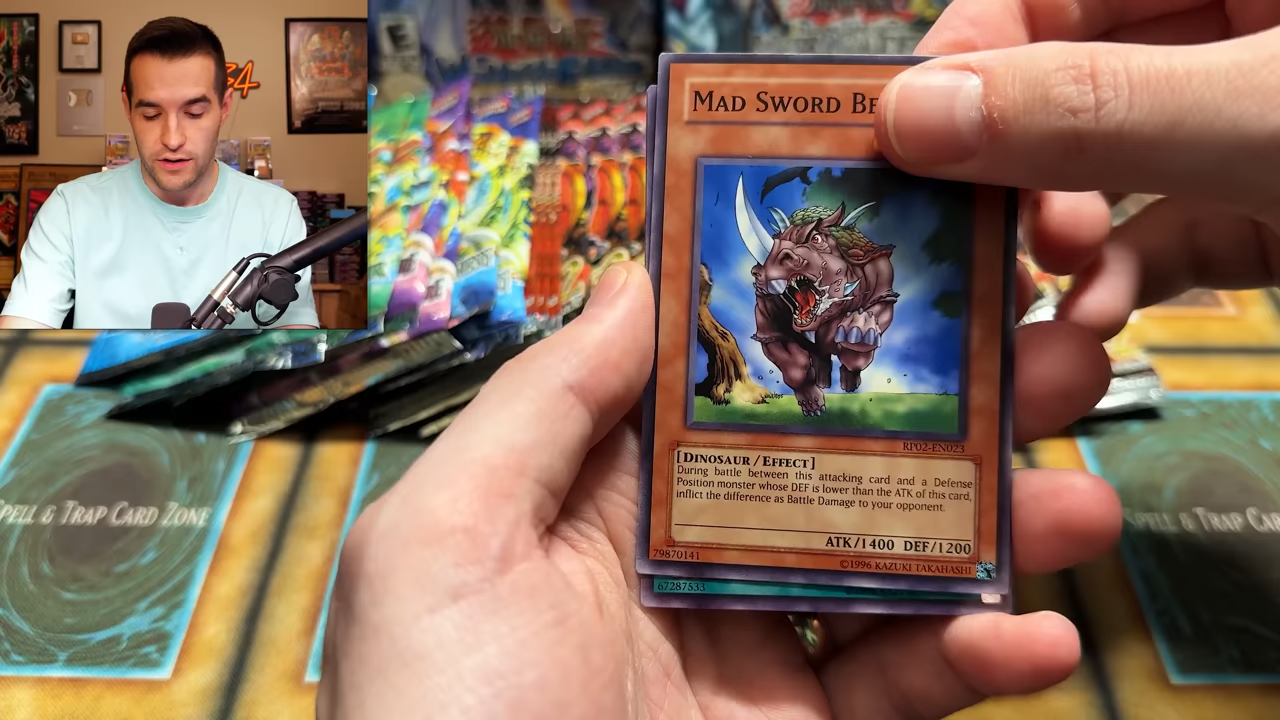 34
MAD SWORD BE
RP02-EN023
[DINOSAUR / EFFECT]
During battle between this attacking card and a Defense
Position monster whose DEF is lower than the ATK of this card,
inflict the difference as Battle Damage to your opponent.
ATK/1400 DEF/1200
79870141
©1996 KAZUKI TAKAHASHI
67287533
SPELL & TRAP CARD ZONE
SPELL & TRAP CAR